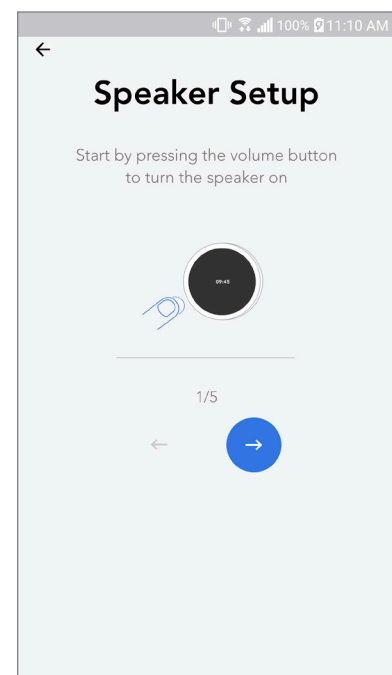 100% 11:10 AM
Speaker Setup
Start by pressing the volume button
to turn the speaker on
09:45
1/5